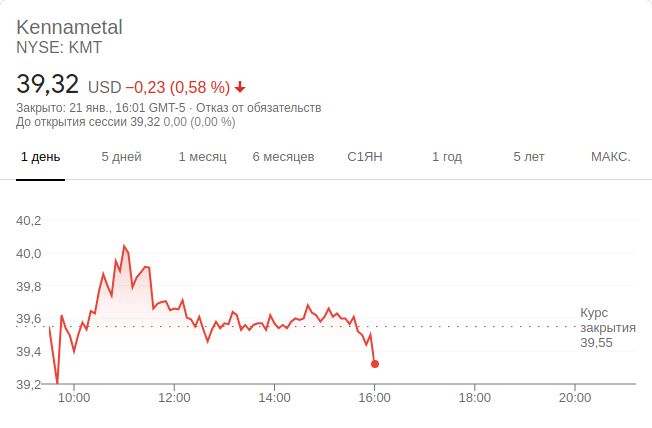 Kennametal
NYSE: KMT
39,32 USD −0,23 (0,58 %)
Закрыто: 21 янв., 16:01 GMT-5 · Отказ от обязательств
До открытия сессии 39,32 0,00 (0,00 %)
1 день 5 дней 1 месяц 6 месяцев С1ЯН 1 год 5 лет МАКС.
40,2
40,0
39,8
39,6
39,4
39,2
Курс
закрытия
39,55
10:00 12:00 14:00 16:00 18:00 20:00